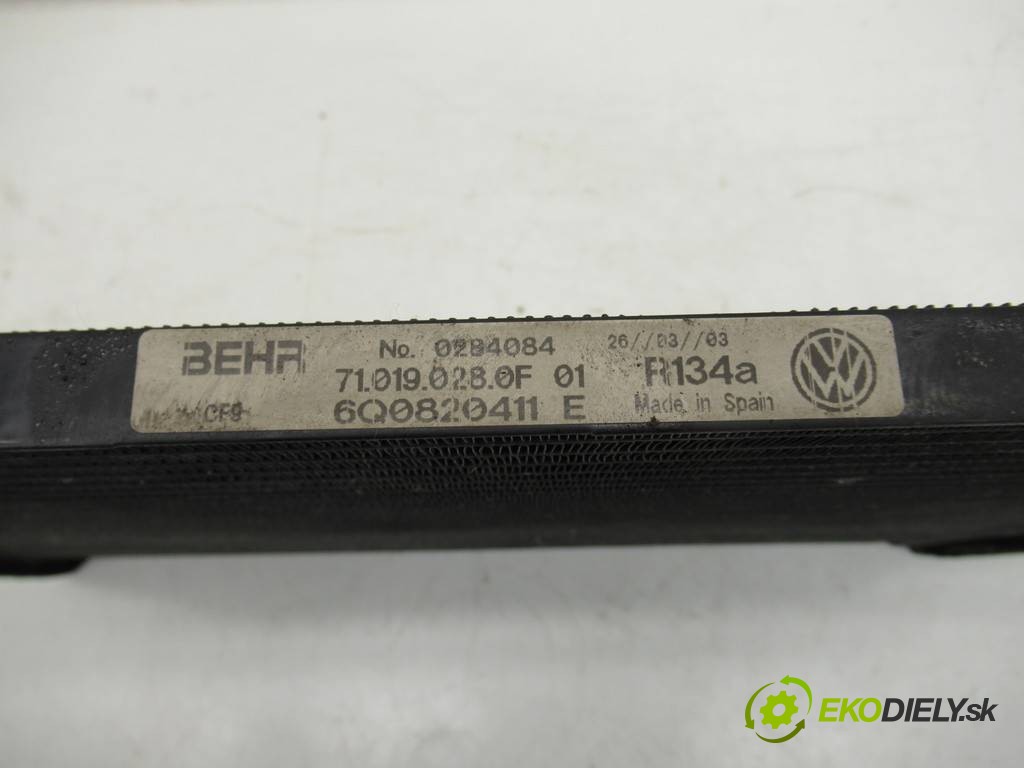 BEHR No. 0284084 26//03//03
71.019.028.0F 01 R134a
6Q0820411 E Made in Spain
CF9
EKODIELY.sk